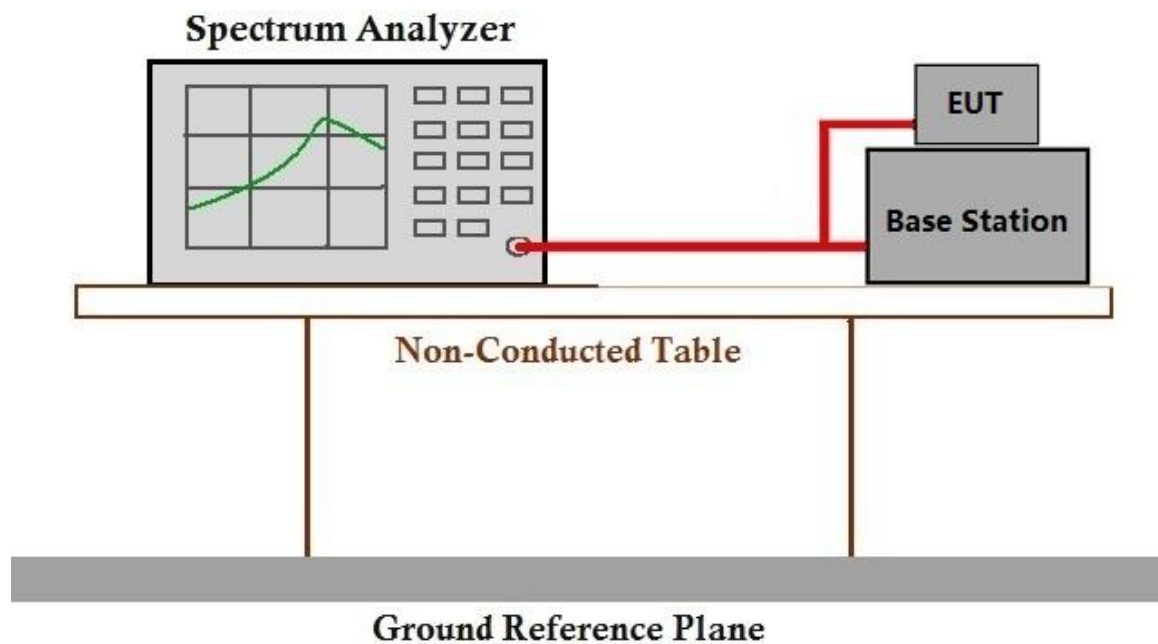 Spectrum Analyzer
EUT
Base Station
Non-Conducted Table
Ground Reference Plane